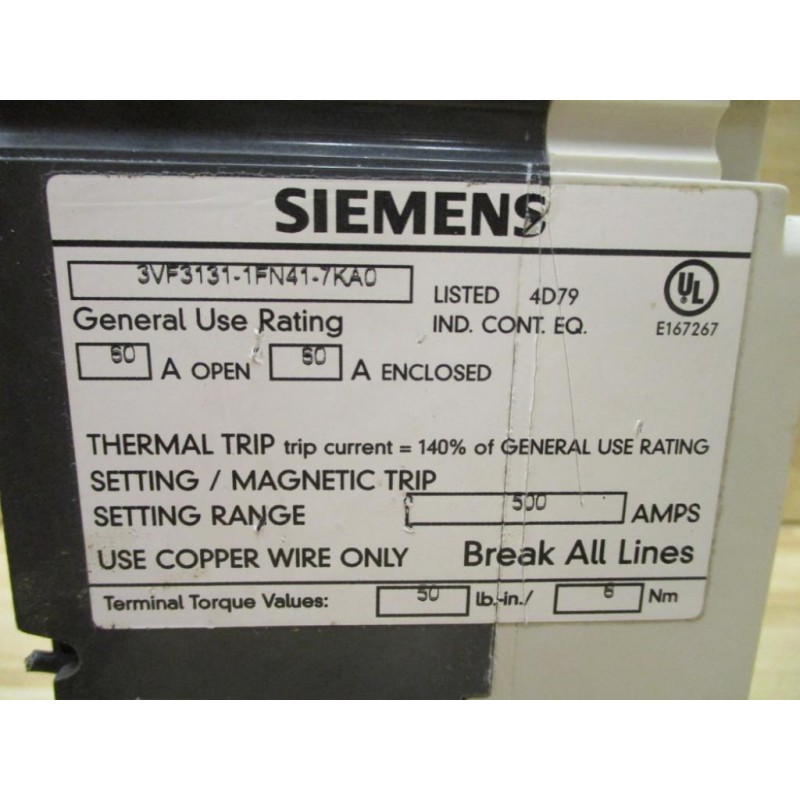 SIEMENS
3VF3131-1FN41-7KA0
LISTED 4D79
IND. CONT. EQ.
UL
E167267
General Use Rating
60 A OPEN 60 A ENCLOSED
THERMAL TRIP trip current = 140% of GENERAL USE RATING
SETTING / MAGNETIC TRIP
SETTING RANGE 500 AMPS
USE COPPER WIRE ONLY Break All Lines
Terminal Torque Values: 50 lb.-in./ 6 Nm